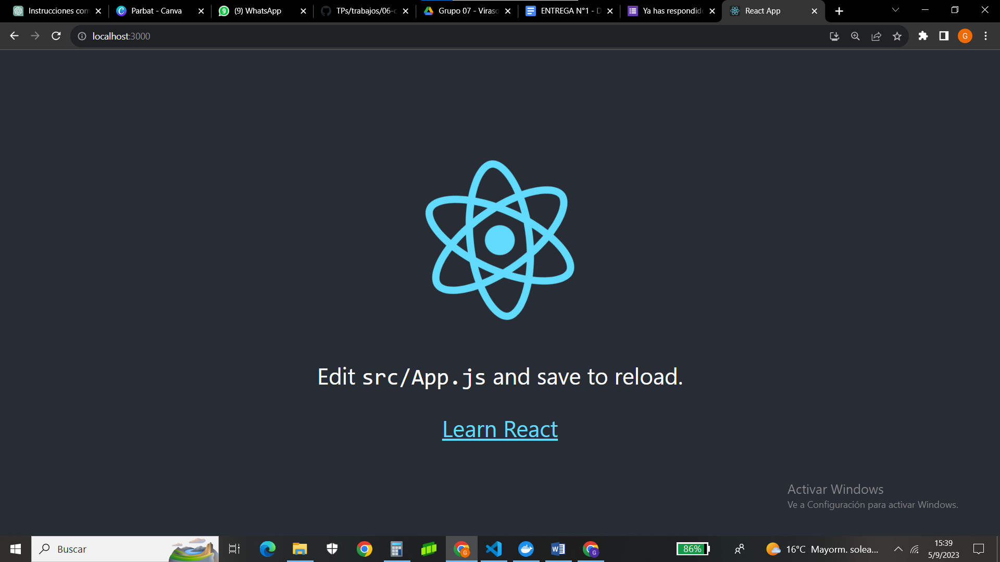 Instrucciones com
Parbat - Canva
(9) WhatsApp
TPs/trabajos/06-c
Grupo 07 - Viraso
ENTREGA N°1 - D
Ya has respondido
React App
localhost:3000
G
Edit src/App.js and save to reload.
Learn React
Activar Windows
Ve a Configuración para activar Windows.
Buscar
86%
16°C Mayorm. solea...
15:39
5/9/2023